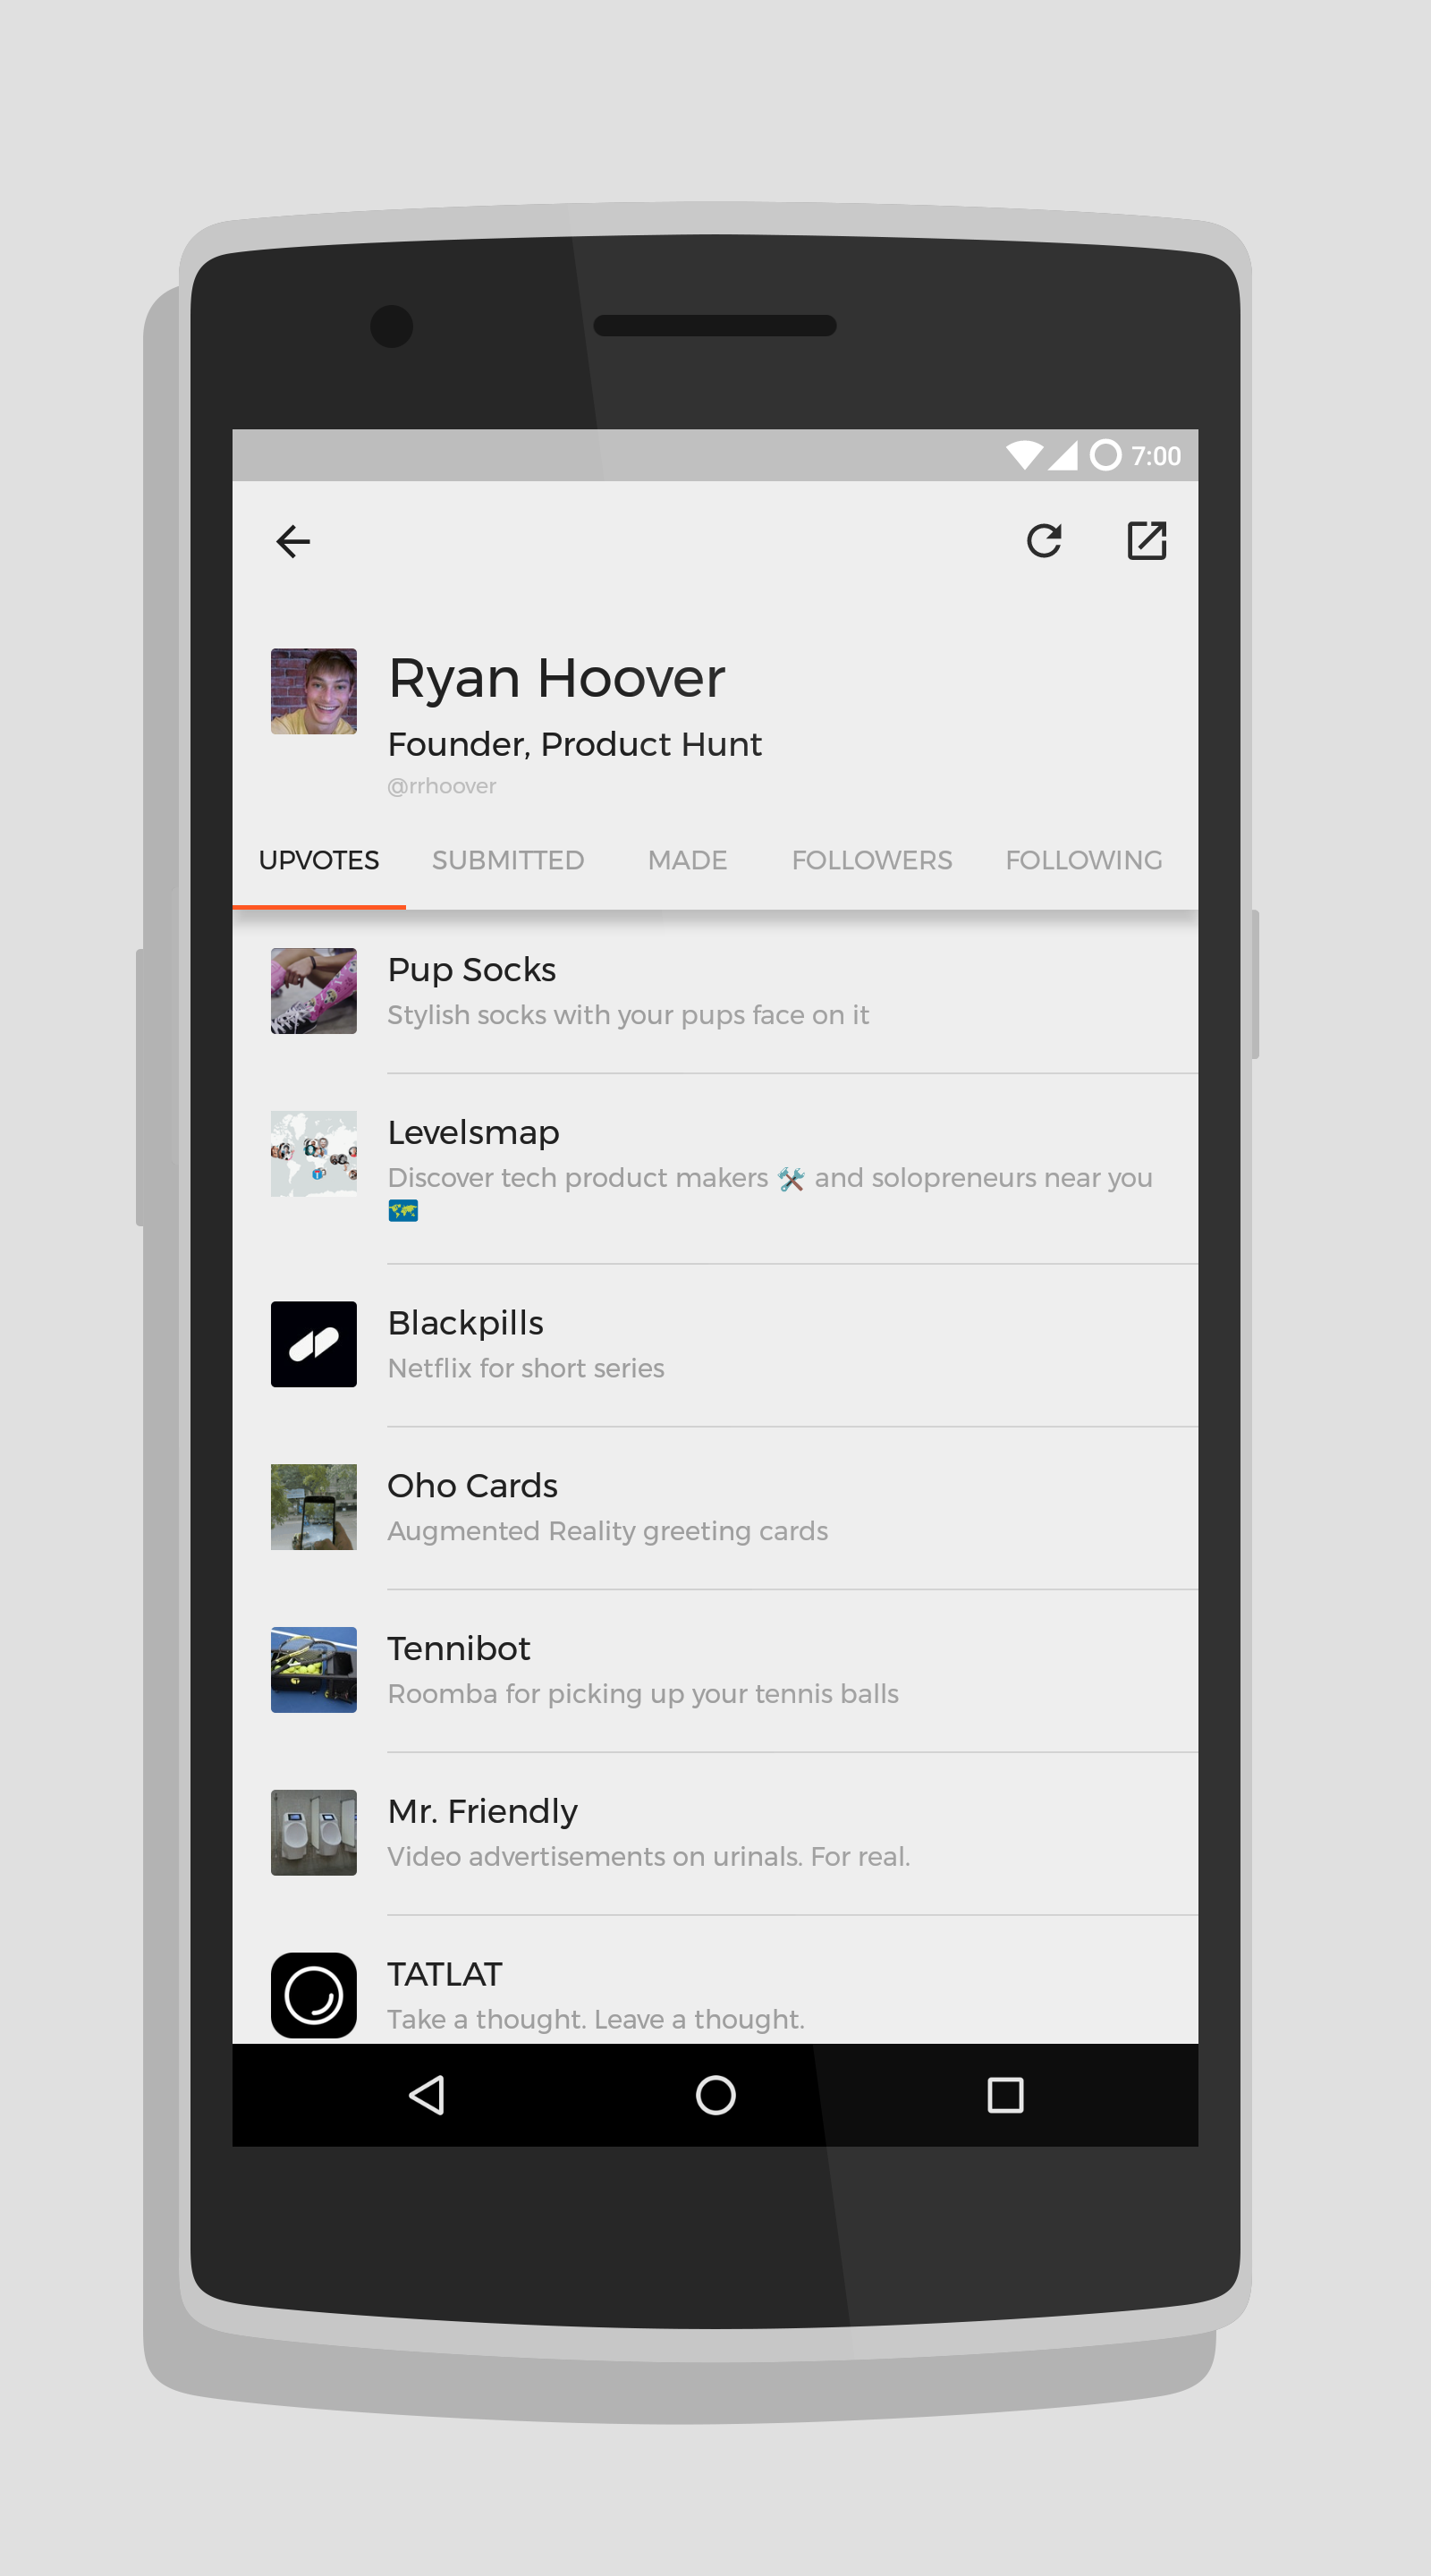 7:00
Ryan Hoover
Founder, Product Hunt
@rrhoover
UPVOTES SUBMITTED MADE FOLLOWERS FOLLOWING
Pup Socks
Stylish socks with your pups face on it
Levelsmap
Discover tech product makers 🛠️ and solopreneurs near you
🗺️
Blackpills
Netflix for short series
Oho Cards
Augmented Reality greeting cards
Tennibot
Roomba for picking up your tennis balls
Mr. Friendly
Video advertisements on urinals. For real.
TATLAT
Take a thought. Leave a thought.